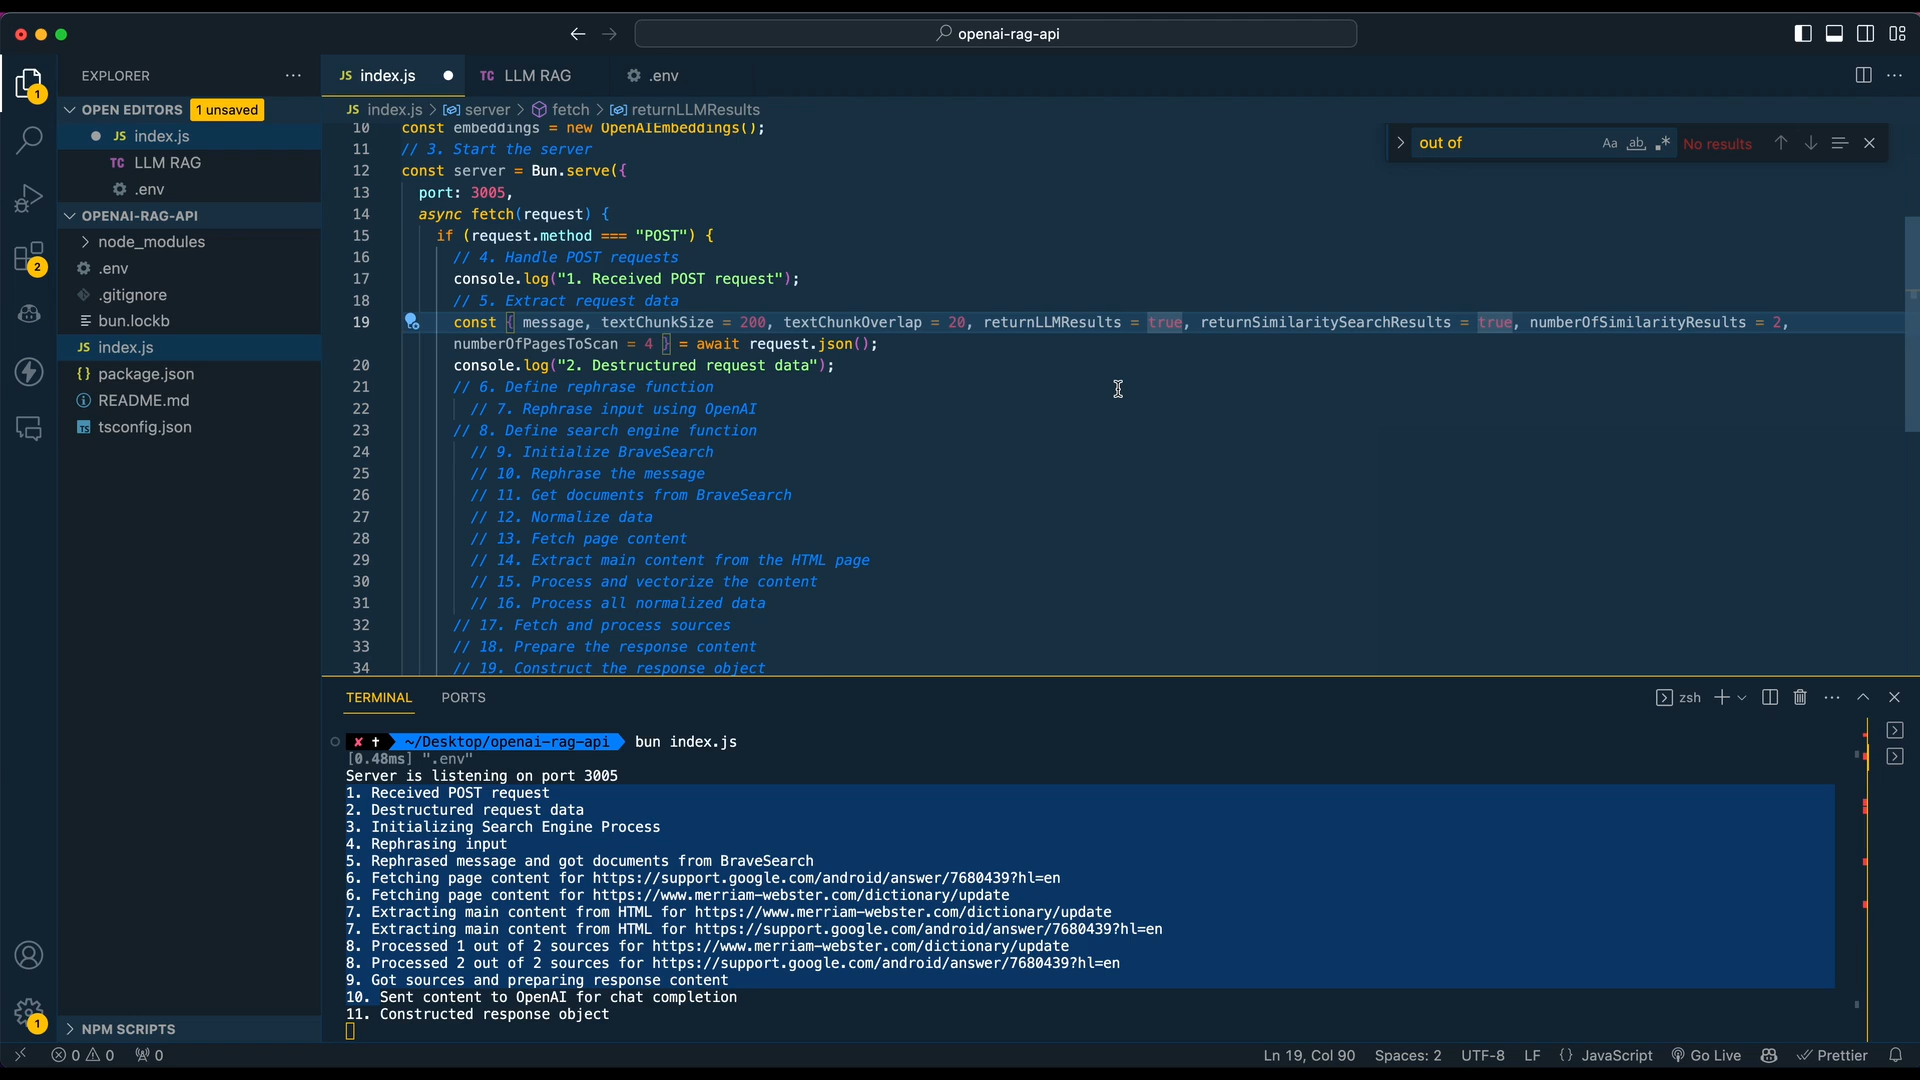 openai-rag-api
EXPLORER
OPEN EDITORS 1 unsaved
JS index.js
TC LLM RAG
.env
OPENAI-RAG-API
node_modules
.env
.gitignore
bun.lockb
JS index.js
{} package.json
README.md
TS tsconfig.json
NPM SCRIPTS
1
2
1
JS index.js
TC LLM RAG
.env
JS index.js > server > fetch > returnLLMResults
out of
Aa ab .*
No results
10 const embeddings = new OpenAIEmbeddings();
11 // 3. Start the server
12 const server = Bun.serve({
13 port: 3005,
14 async fetch(request) {
15 if (request.method === "POST") {
16 // 4. Handle POST requests
17 console.log("1. Received POST request");
18 // 5. Extract request data
19 const { message, textChunkSize = 200, textChunkOverlap = 20, returnLLMResults = true, returnSimilaritySearchResults = true, numberOfSimilarityResults = 2,
numberOfPagesToScan = 4 } = await request.json();
20 console.log("2. Destructured request data");
21 // 6. Define rephrase function
22 // 7. Rephrase input using OpenAI
23 // 8. Define search engine function
24 // 9. Initialize BraveSearch
25 // 10. Rephrase the message
26 // 11. Get documents from BraveSearch
27 // 12. Normalize data
28 // 13. Fetch page content
29 // 14. Extract main content from the HTML page
30 // 15. Process and vectorize the content
31 // 16. Process all normalized data
32 // 17. Fetch and process sources
33 // 18. Prepare the response content
34 // 19. Construct the response object
TERMINAL PORTS
zsh
~/Desktop/openai-rag-api bun index.js
[0.48ms] ".env"
Server is listening on port 3005
1. Received POST request
2. Destructured request data
3. Initializing Search Engine Process
4. Rephrasing input
5. Rephrased message and got documents from BraveSearch
6. Fetching page content for https://support.google.com/android/answer/7680439?hl=en
6. Fetching page content for https://www.merriam-webster.com/dictionary/update
7. Extracting main content from HTML for https://www.merriam-webster.com/dictionary/update
7. Extracting main content from HTML for https://support.google.com/android/answer/7680439?hl=en
8. Processed 1 out of 2 sources for https://www.merriam-webster.com/dictionary/update
8. Processed 2 out of 2 sources for https://support.google.com/android/answer/7680439?hl=en
9. Got sources and preparing response content
10. Sent content to OpenAI for chat completion
11. Constructed response object
0 0 0
Ln 19, Col 90 Spaces: 2 UTF-8 LF {} JavaScript Go Live Prettier